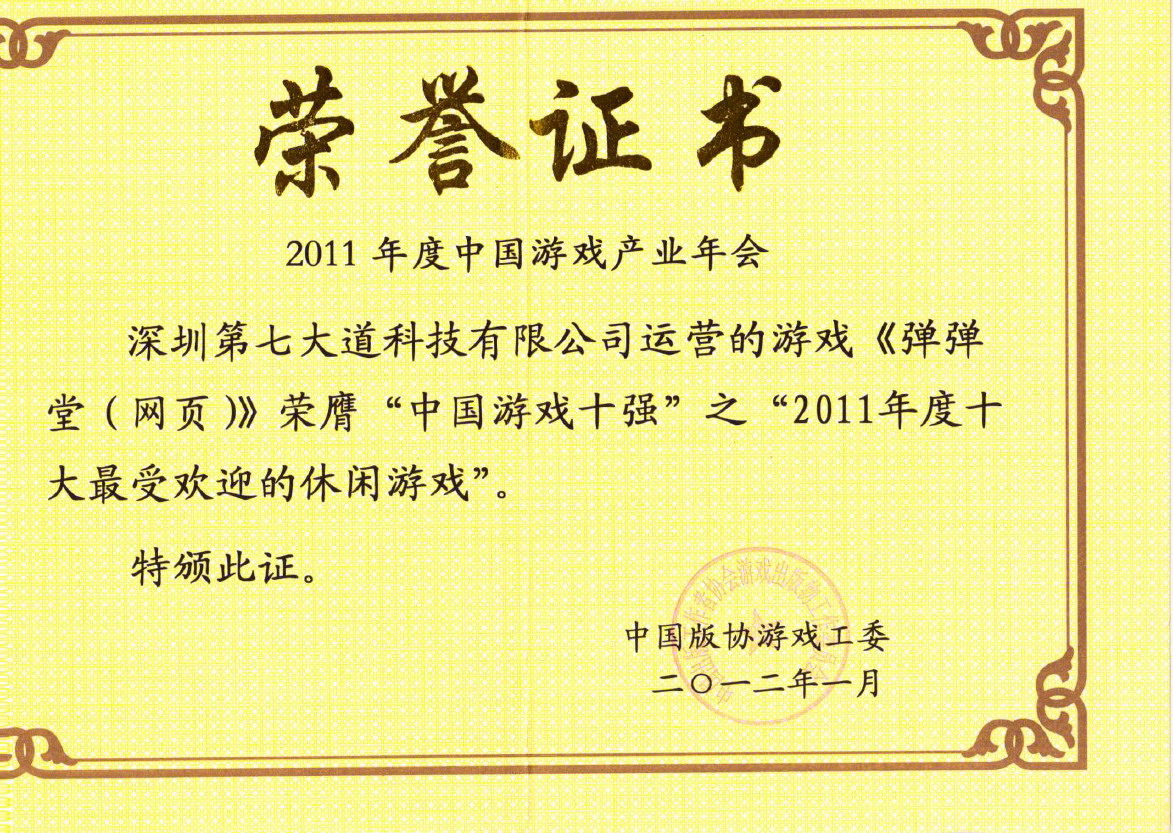 荣誉证书
2011 年度中国游戏产业年会
深圳第七大道科技有限公司运营的游戏《弹弹
堂（网页）》荣膺“中国游戏十强”之“2011年度十
大最受欢迎的休闲游戏”。
特颁此证。
中国版协游戏工委
二〇一二年一月